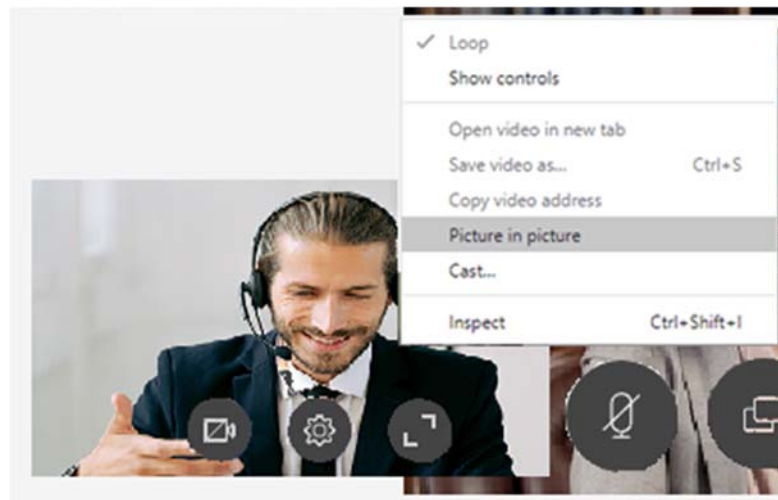 Loop
Show controls
Open video in new tab
Save video as... Ctrl+S
Copy video address
Picture in picture
Cast...
Inspect Ctrl+Shift+I